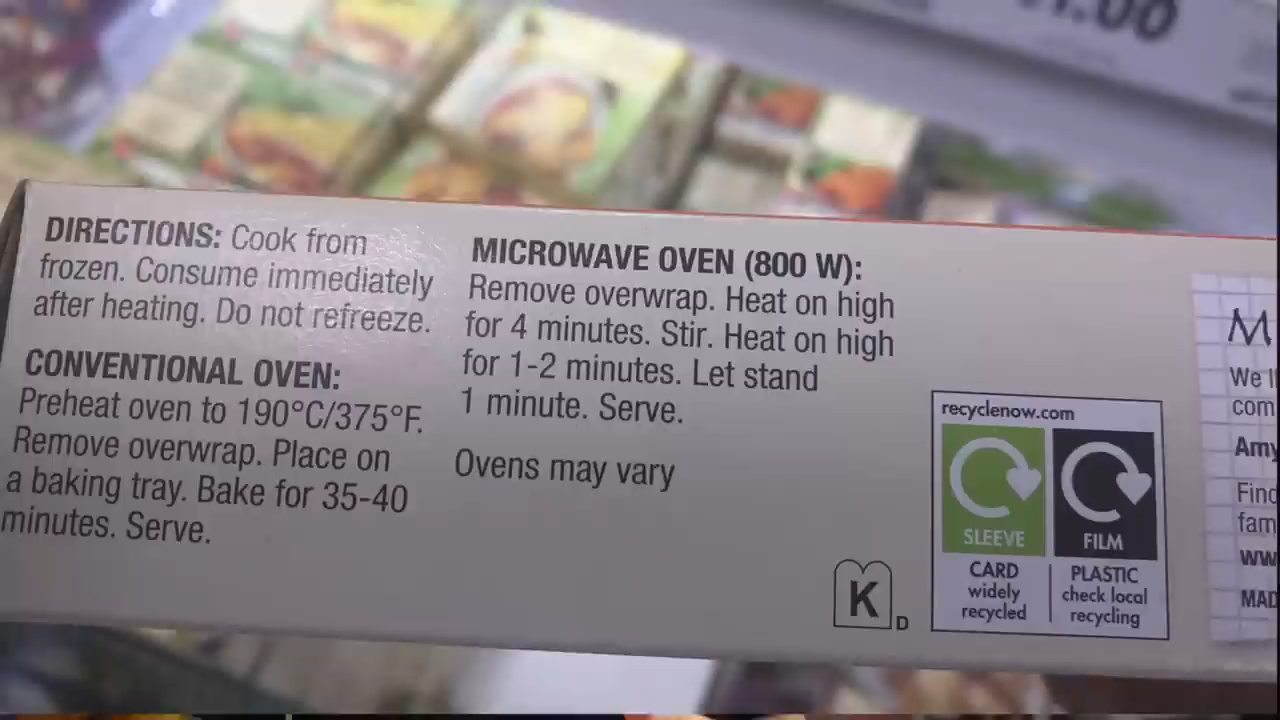 1.00
DIRECTIONS: Cook from
frozen. Consume immediately
after heating. Do not refreeze.
CONVENTIONAL OVEN:
Preheat oven to 190°C/375°F.
Remove overwrap. Place on
a baking tray. Bake for 35-40
minutes. Serve.
MICROWAVE OVEN (800 W):
Remove overwrap. Heat on high
for 4 minutes. Stir. Heat on high
for 1-2 minutes. Let stand
1 minute. Serve.
Ovens may vary
K D
recyclenow.com
SLEEVE
CARD
widely
recycled
FILM
PLASTIC
check local
recycling
We
com
Amy
fam